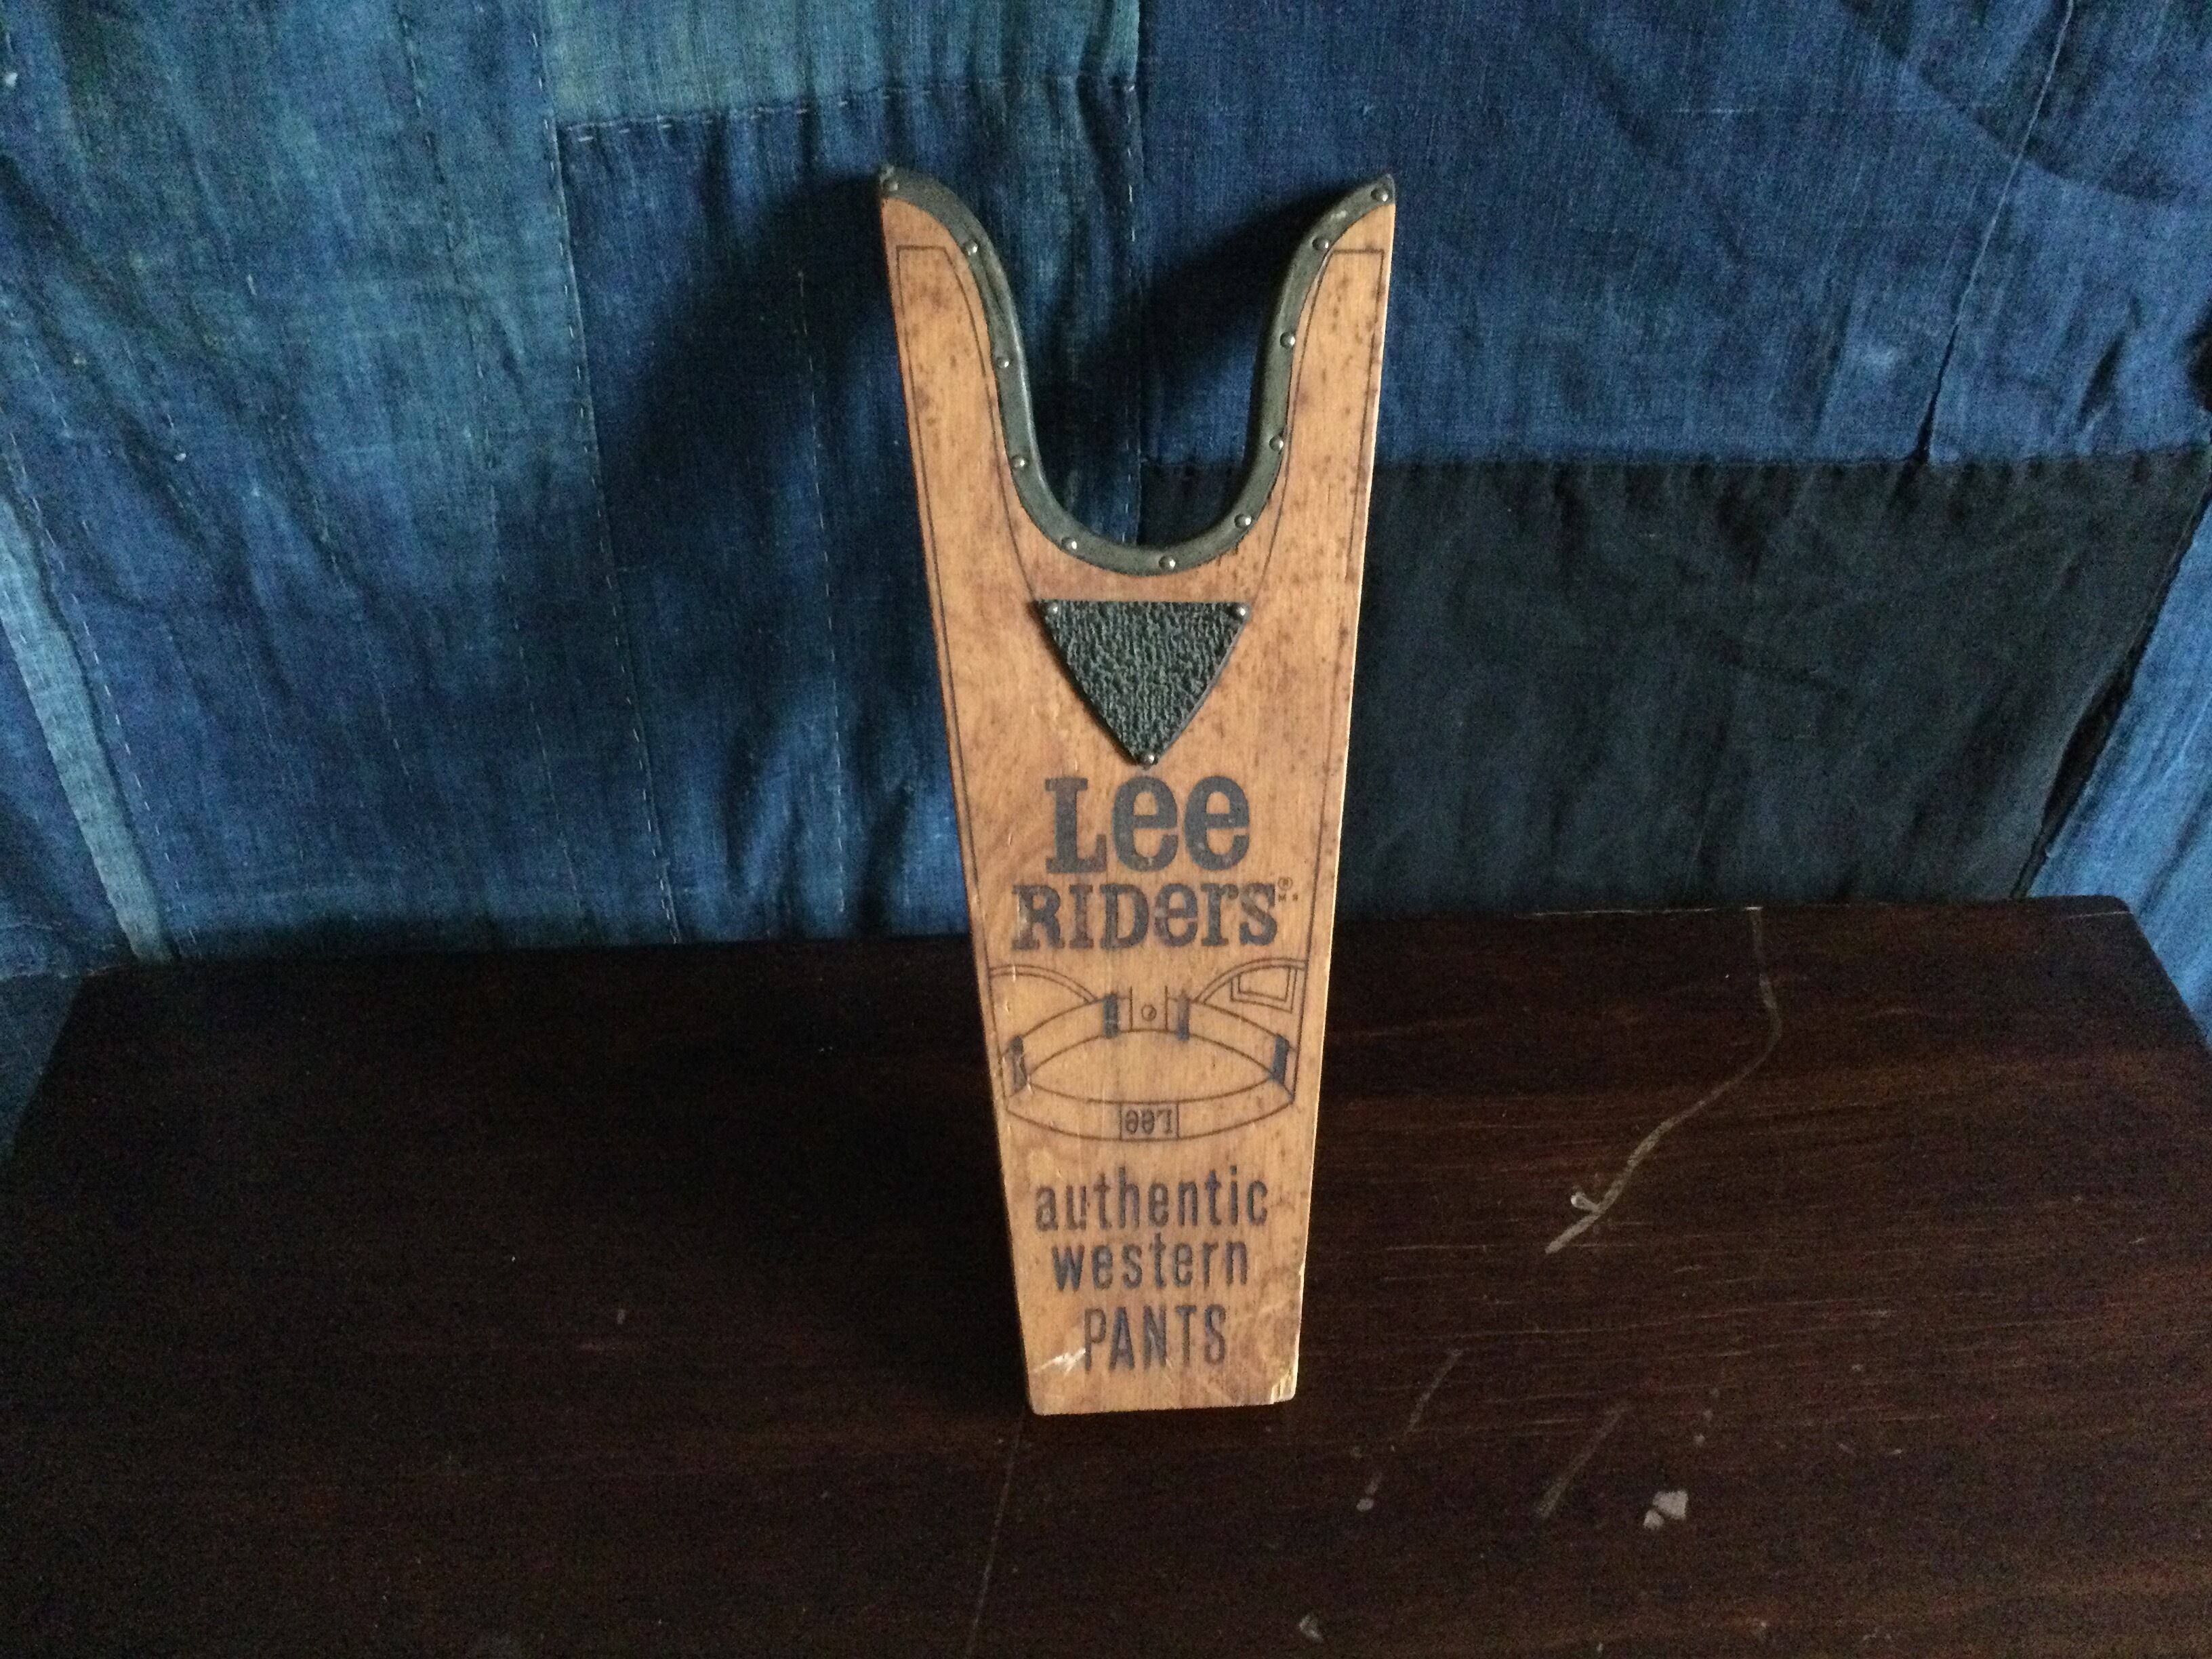 Lee
RIDers®
Lee
authentic
western
PANTS